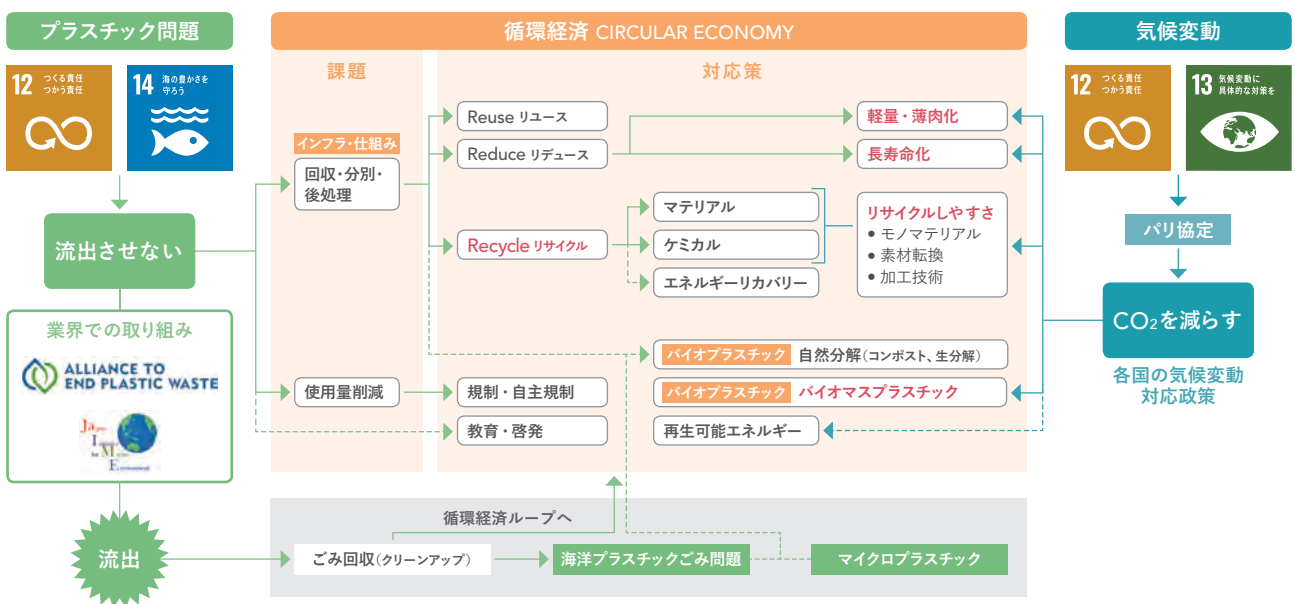 プラスチック問題
12 つくる責任
つかう責任
14 海の豊かさを
守ろう
流出させない
業界での取り組み
ALLIANCE TO
END PLASTIC WASTE
Japan
Environment
流出
循環経済 CIRCULAR ECONOMY
課題
インフラ・仕組み
回収・分別・
後処理
使用量削減
対応策
Reuse リユース
Reduce リデュース
Recycle リサイクル
軽量・薄肉化
長寿命化
マテリアル
ケミカル
エネルギーリカバリー
リサイクルしやすさ
• モノマテリアル
• 素材転換
• 加工技術
バイオプラスチック 自然分解（コンポスト、生分解）
規制・自主規制
バイオプラスチック バイオマスプラスチック
教育・啓発
再生可能エネルギー
循環経済ループへ
ごみ回収（クリーンアップ）
海洋プラスチックごみ問題
マイクロプラスチック
気候変動
12 つくる責任
つかう責任
13 気候変動に
具体的な対策を
パリ協定
CO₂を減らす
各国の気候変動
対応政策